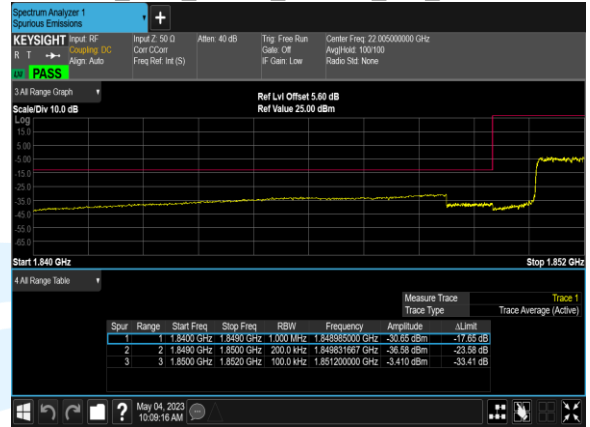 Spectrum Analyzer 1
Spurious Emissions
+
KEYSIGHT Input: RF Input Z: 50 Ω Atten: 40 dB Trig: Free Run Center Freq: 22.005000000 GHz
R T Coupling: DC Corr CCorr Gate: Off Avg|Hold: 100/100
Align: Auto Freq Ref: Int (S) IF Gain: Low Radio Std: None
PASS
3 All Range Graph
Ref Lvl Offset 5.60 dB
Scale/Div 10.0 dB Ref Value 25.00 dBm
Log
15.0
5.00
-5.00
-15.0
-25.0
-35.0
-45.0
-55.0
-65.0
Start 1.840 GHz Stop 1.852 GHz
4 All Range Table
Measure Trace Trace 1
Trace Type Trace Average (Active)
Spur Range Start Freq Stop Freq RBW Frequency Amplitude ΔLimit
1 1 1.8400 GHz 1.8490 GHz 1.000 MHz 1.848985000 GHz -30.65 dBm -17.65 dB
2 2 1.8490 GHz 1.8500 GHz 200.0 kHz 1.849831667 GHz -36.58 dBm -23.58 dB
3 3 1.8500 GHz 1.8520 GHz 100.0 kHz 1.851200000 GHz -3.410 dBm -33.41 dB
? May 04, 2023
10:09:16 AM